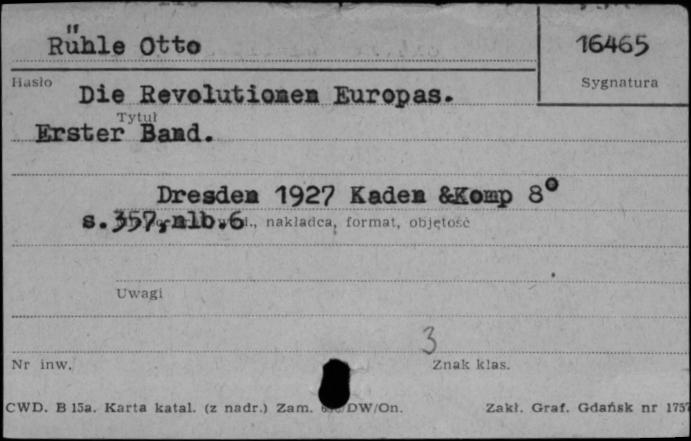 Rühle Otto
16465
Hasło
Sygnatura
Die Revolutionen Europas.
Tytuł
Erster Band.
Dresden 1927 Kaden &Komp 8°
s.357,nlb.6
nakładca, format, objętość
Uwagi
3
Nr inw.
Znak klas.
CWD. B 15a. Karta katal. (z nadr.) Zam. DW/On.
Zakł. Graf. Gdańsk nr 1757